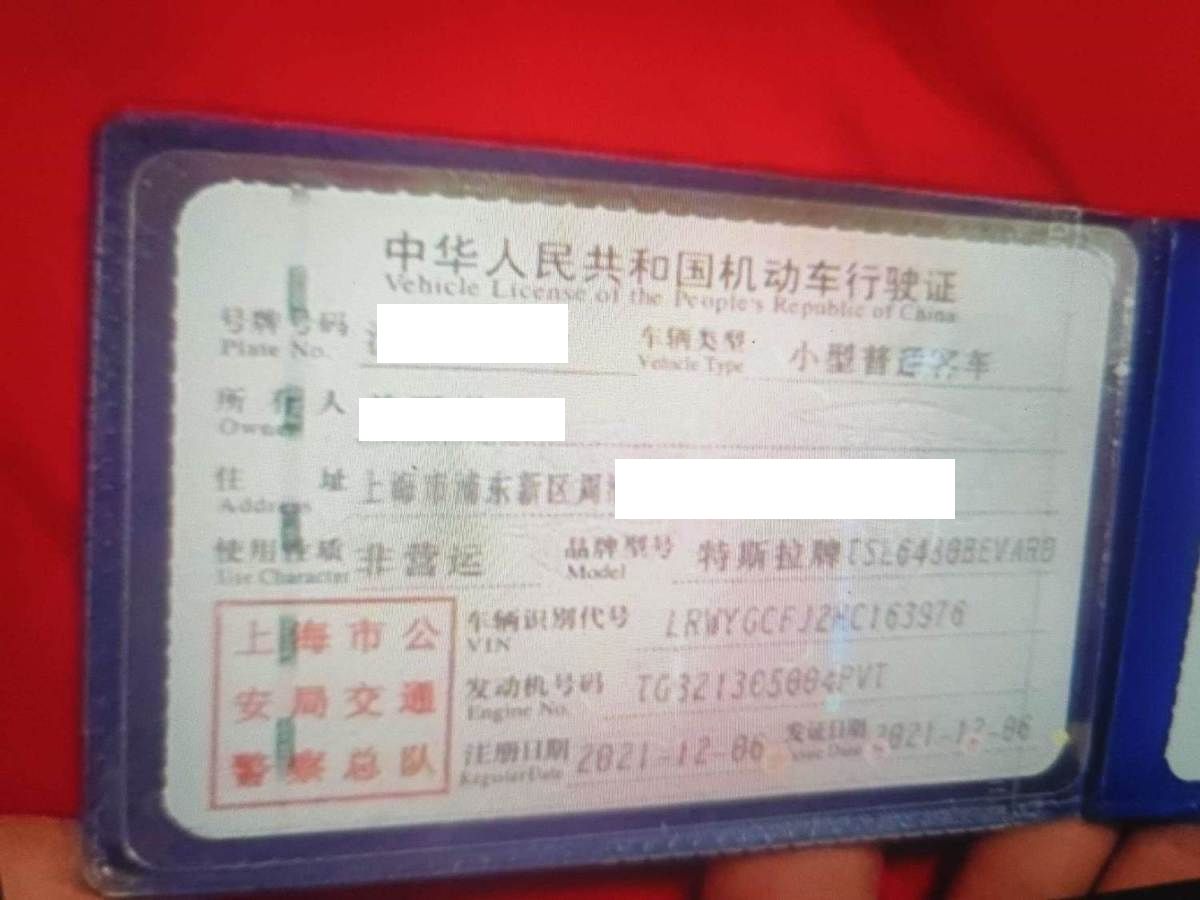 中华人民共和国机动车行驶证
Vehicle License of the People's Republic of China
号牌号码 车辆类型 小型普通客车
Plate No. Vehicle Type
所有人
Owner
住址 上海市浦东新区周
Address
使用性质 非营运 品牌型号 特斯拉牌
Use Character Model
上海市公 车辆识别代号 LRWYGCFJ2MC163976
VIN
安局交通 发动机号码
Engine No.
警察总队 注册日期 2021-12-06 发证日期 2021-12-06
Register Date Issue Date